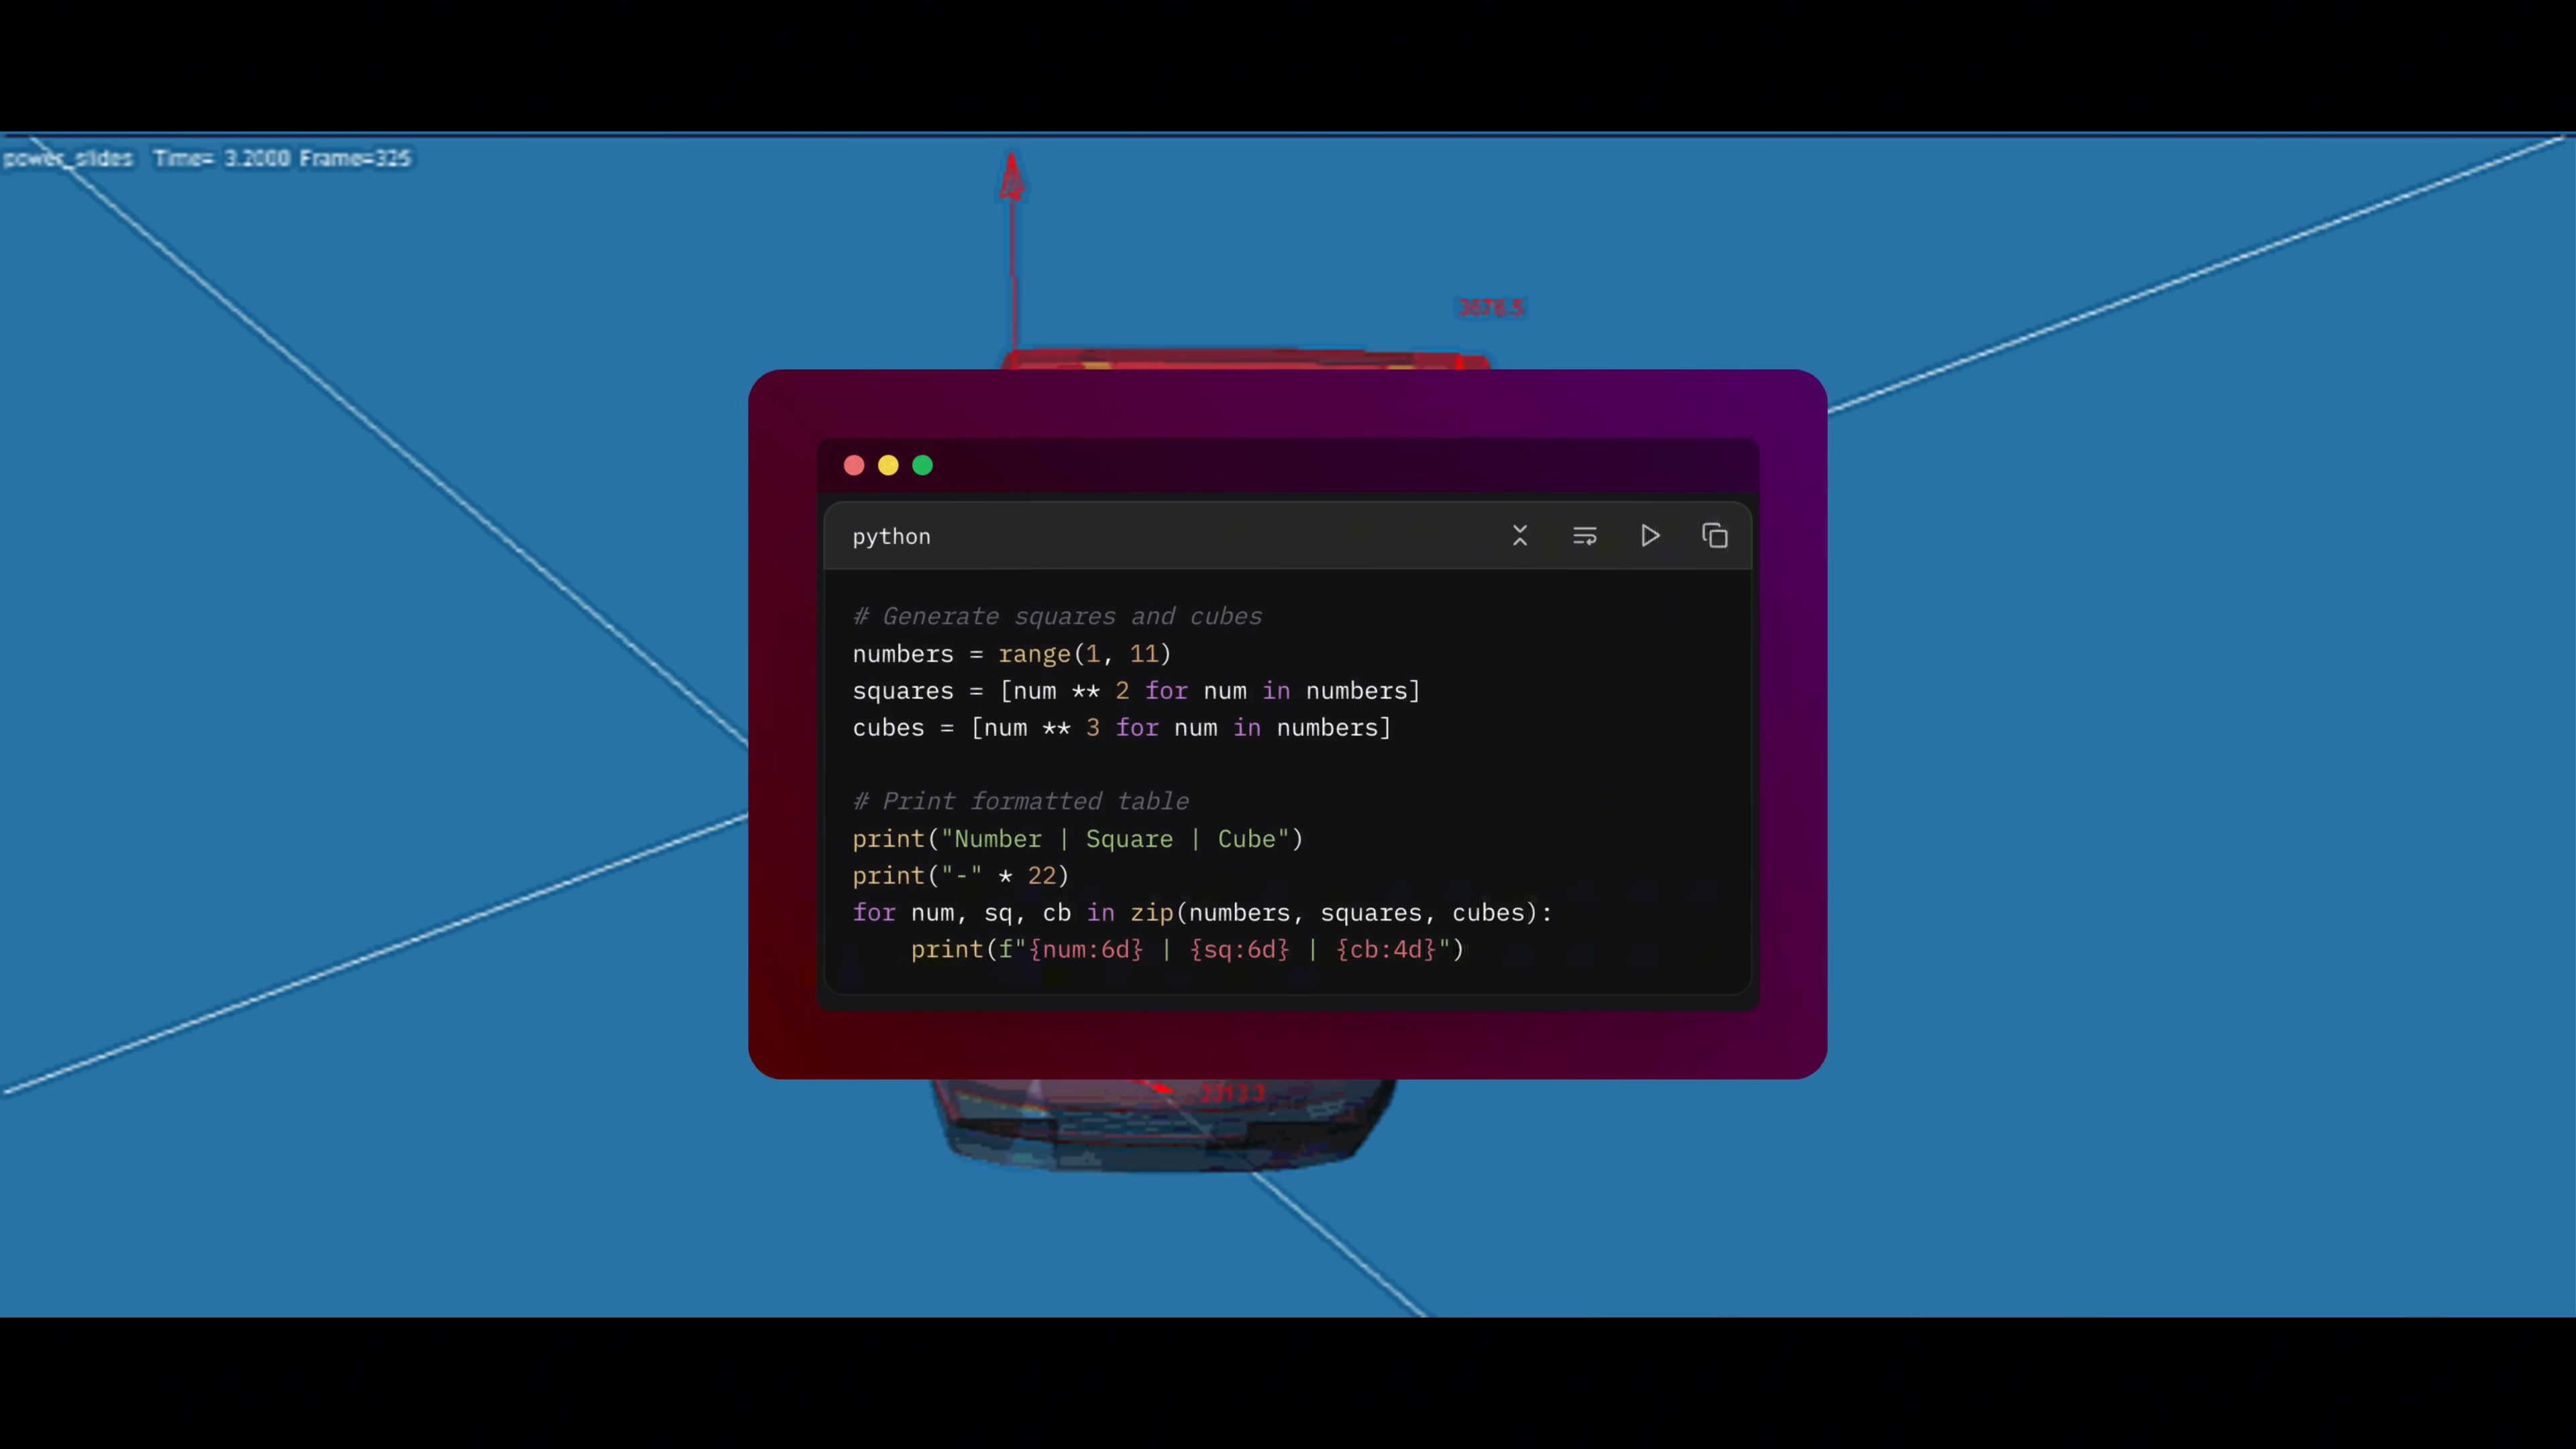 power_slides Time= 3.2000 Frame=325
3678.5
python
# Generate squares and cubes
numbers = range(1, 11)
squares = [num ** 2 for num in numbers]
cubes = [num ** 3 for num in numbers]
# Print formatted table
print("Number | Square | Cube")
print("-" * 22)
for num, sq, cb in zip(numbers, squares, cubes):
    print(f"{num:6d} | {sq:6d} | {cb:4d}")